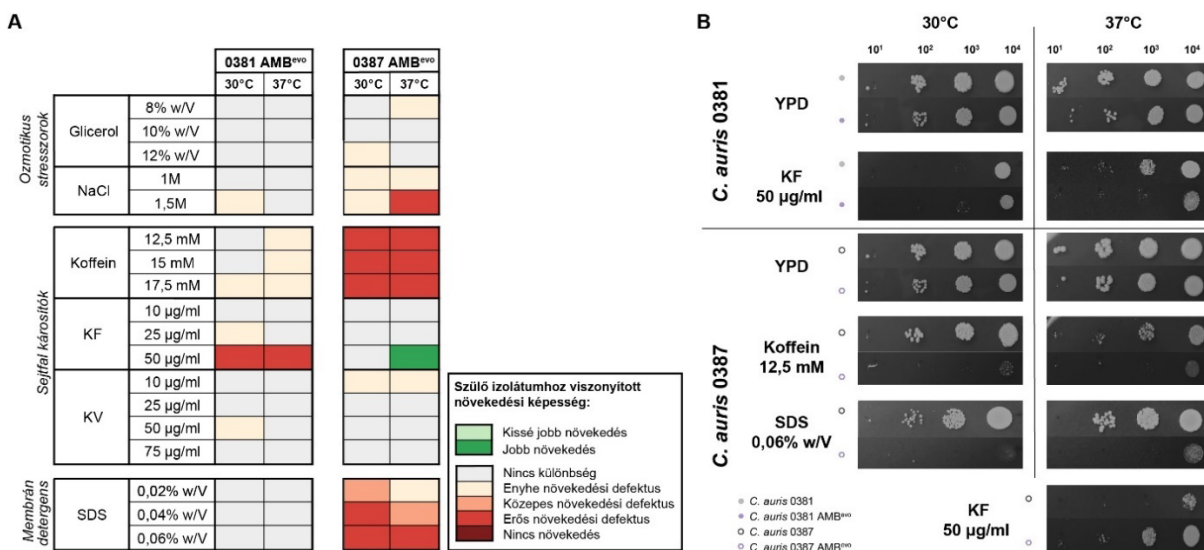 A
0381 AMBevo 0387 AMBevo
30°C 37°C 30°C 37°C
Ozmotikus stresszorok
Glicerol
8% w/V
10% w/V
12% w/V
NaCl
1M
1,5M
Sejtfal károsítók
Koffein
12,5 mM
15 mM
17,5 mM
KF
10 µg/ml
25 µg/ml
50 µg/ml
KV
10 µg/ml
25 µg/ml
50 µg/ml
75 µg/ml
Membrán detergens
SDS
0,02% w/V
0,04% w/V
0,06% w/V
Szülő izolátumhoz viszonyított
növekedési képesség:
Kissé jobb növekedés
Jobb növekedés
Nincs különbség
Enyhe növekedési defektus
Közepes növekedési defektus
Erős növekedési defektus
Nincs növekedés
B
30°C 37°C
10¹ 10² 10³ 10⁴ 10¹ 10² 10³ 10⁴
C. auris 0381
YPD
KF
50 µg/ml
C. auris 0387
YPD
Koffein
12,5 mM
SDS
0,06% w/V
KF
50 µg/ml
C. auris 0381
C. auris 0381 AMBevo
C. auris 0387
C. auris 0387 AMBevo